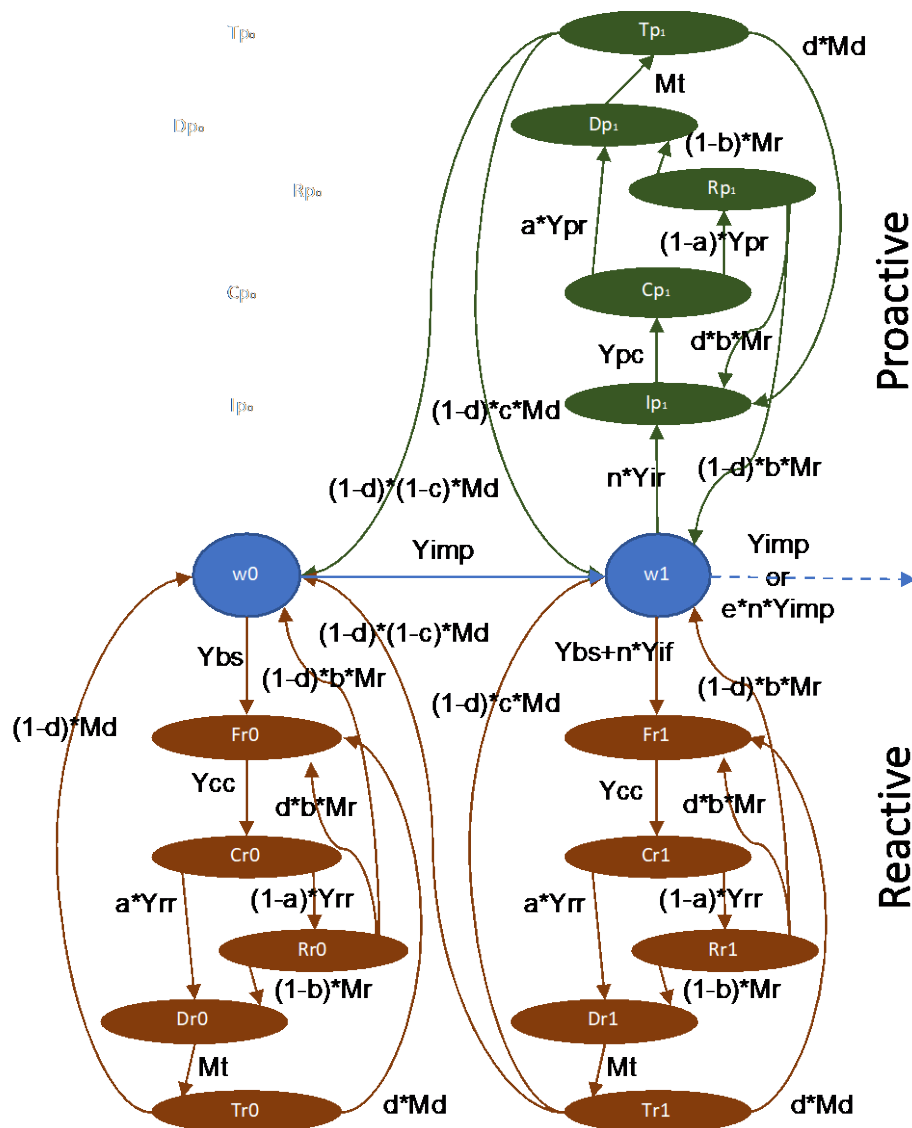 Tp₀
Tp₁
d*Md
Mt
Dp₀
Dp₁
(1-b)*Mr
Rp₀
Rp₁
a*Ypr
(1-a)*Ypr
Proactive
Cp₀
Cp₁
Ypc
d*b*Mr
Ip₀
Ip₁
(1-d)*c*Md
n*Yir
(1-d)*b*Mr
(1-d)*(1-c)*Md
Yimp
Yimp
or
e*n*Yimp
w0
w1
Ybs
(1-d)*(1-c)*Md
Ybs+n*Yif
(1-d)*b*Mr
(1-d)*b*Mr
(1-d)*Md
(1-d)*c*Md
Fr0
Fr1
Ycc
Ycc
d*b*Mr
d*b*Mr
Reactive
Cr0
Cr1
a*Yrr
(1-a)*Yrr
a*Yrr
(1-a)*Yrr
Rr0
Rr1
(1-b)*Mr
(1-b)*Mr
Dr0
Dr1
Mt
Mt
Tr0
d*Md
Tr1
d*Md